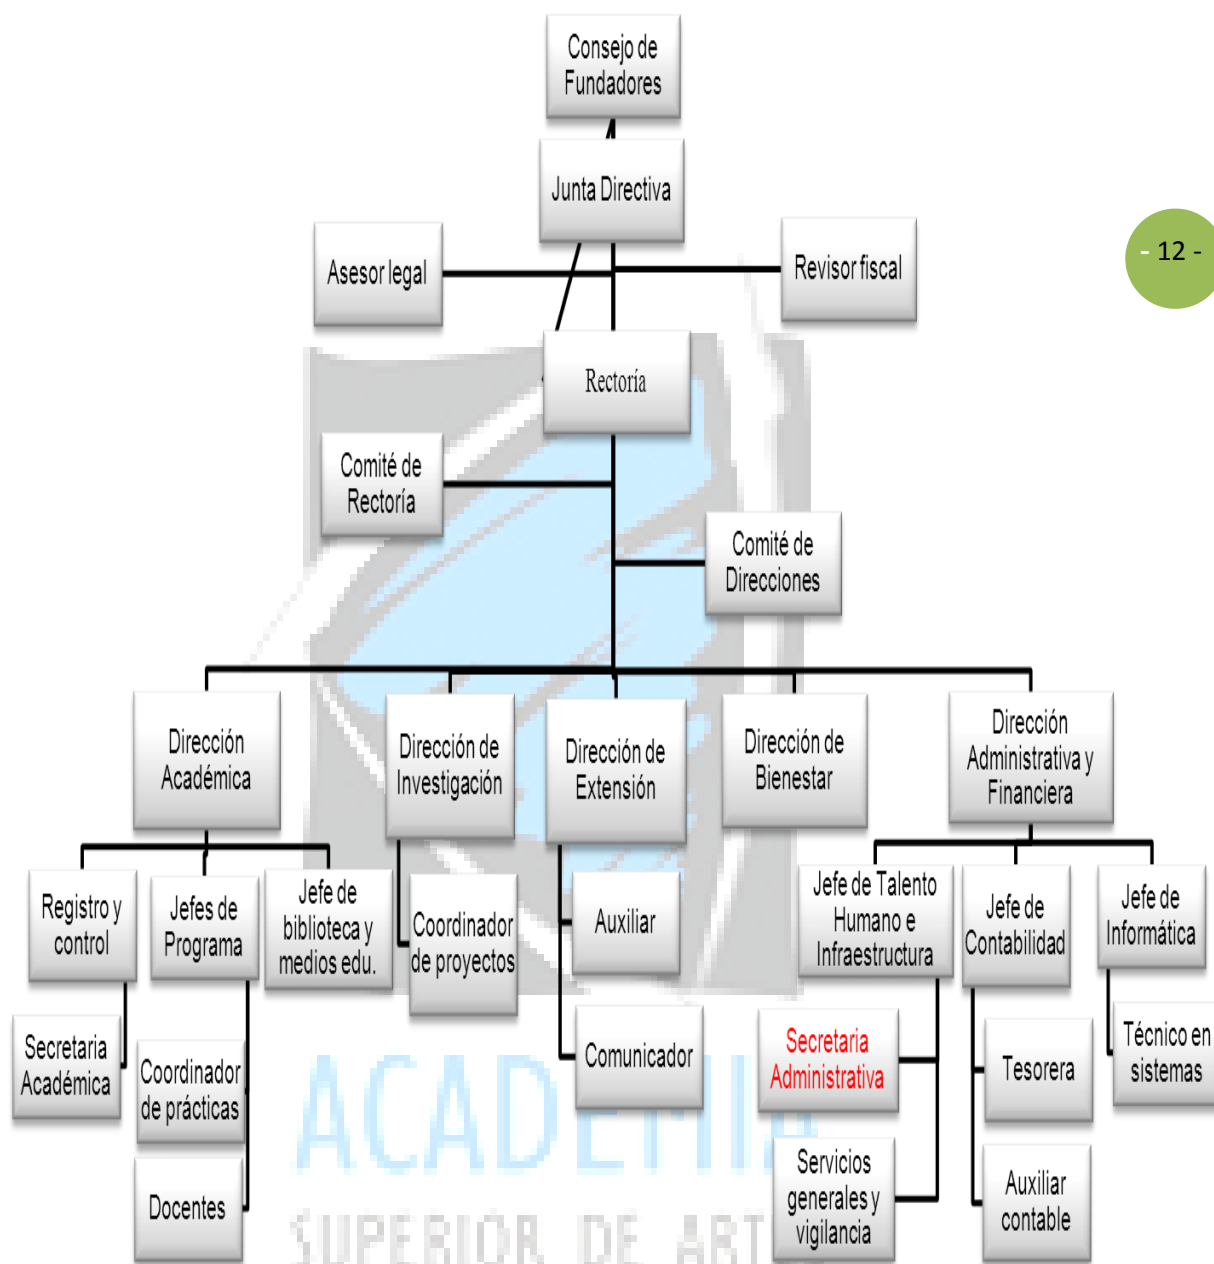 Consejo de
Fundadores
Junta Directiva
Asesor legal
Revisor fiscal
- 12 -
Rectoría
Comité de
Rectoría
Comité de
Direcciones
Dirección
Académica
Dirección de
Investigación
Dirección de
Extensión
Dirección de
Bienestar
Dirección
Administrativa y
Financiera
Registro y
control
Jefes de
Programa
Jefe de
biblioteca y
medios edu.
Coordinador
de proyectos
Auxiliar
Jefe de Talento
Humano e
Infraestructura
Jefe de
Contabilidad
Jefe de
Informática
Secretaria
Académica
Coordinador
de prácticas
Comunicador
Secretaria
Administrativa
Tesorera
Técnico en
sistemas
Docentes
Servicios
generales y
vigilancia
Auxiliar
contable
ACADEMIA
SUPERIOR DE ART